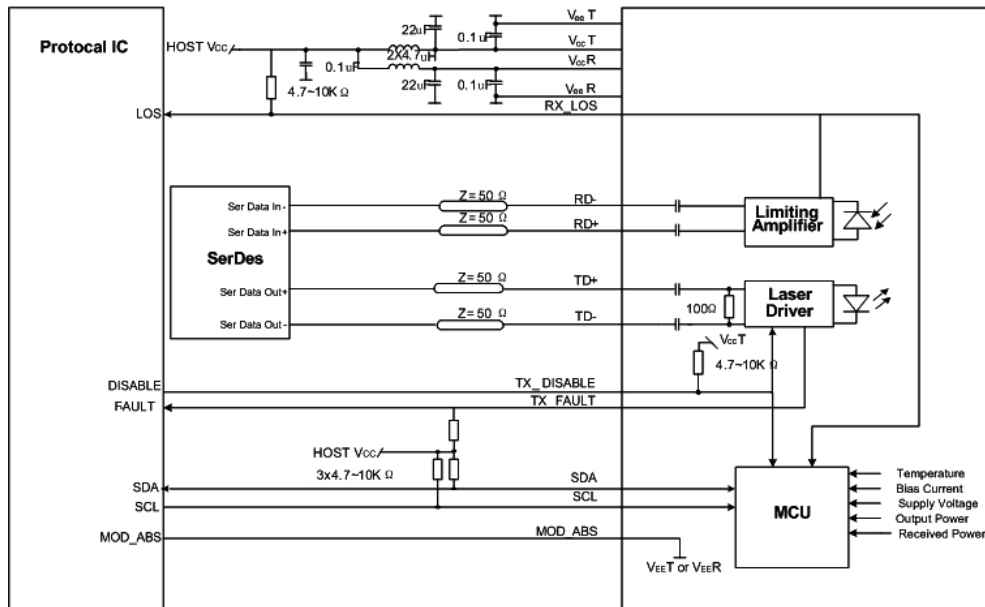 Protocal IC
HOST Vcc
22uF
0.1uF
Vee T
Vcc T
2X4.7uH
0.1uF
Vcc R
22uF
0.1uF
4.7~10K Ω
Vee R
LOS
RX_LOS
Z= 50 Ω
RD-
Ser Data In-
Limiting
Amplifier
Z= 50 Ω
RD+
Ser Data In+
SerDes
Z= 50 Ω
TD+
Ser Data Out+
Laser
Driver
100Ω
Z= 50 Ω
TD-
Ser Data Out -
VccT
4.7~10K Ω
DISABLE
TX_DISABLE
FAULT
TX_FAULT
HOST Vcc
3x4.7~10K Ω
SDA
SDA
SCL
SCL
MCU
Temperature
Bias Current
Supply Voltage
Output Power
Received Power
MOD_ABS
MOD_ABS
VEET or VEER